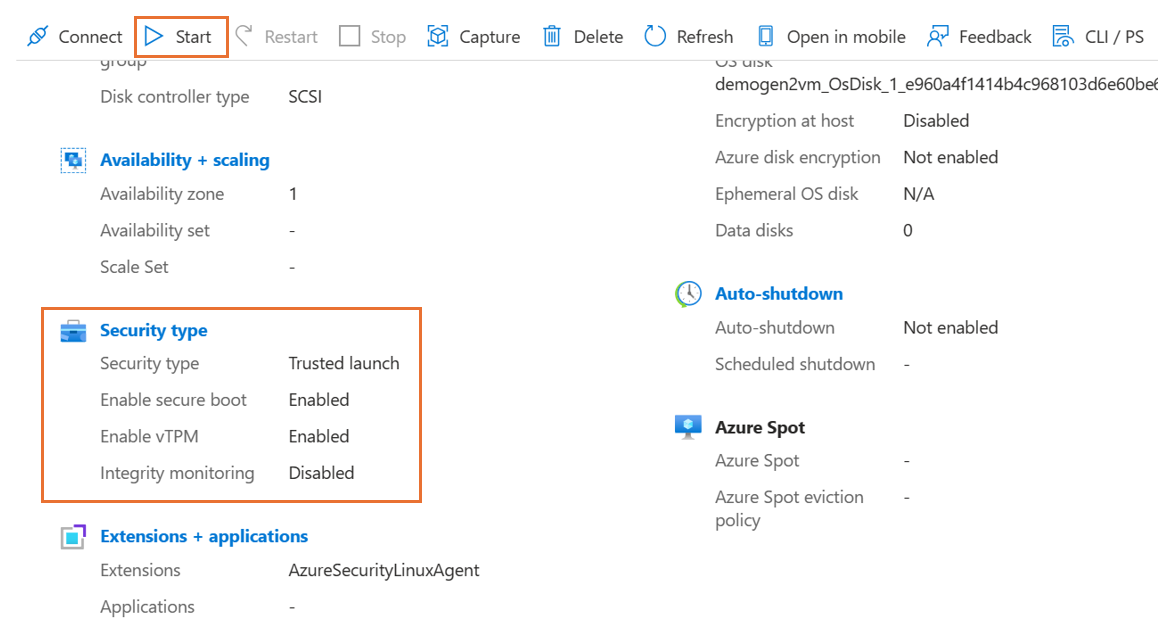 Connect Start Restart Stop Capture Delete Refresh Open in mobile Feedback CLI / PS
group
Disk controller type SCSI
Availability + scaling
Availability zone 1
Availability set -
Scale Set -
Security type
Security type Trusted launch
Enable secure boot Enabled
Enable vTPM Enabled
Integrity monitoring Disabled
Extensions + applications
Extensions AzureSecurityLinuxAgent
Applications -
OS disk
demogen2vm_OsDisk_1_e960a4f1414b4c968103d6e60be6
Encryption at host Disabled
Azure disk encryption Not enabled
Ephemeral OS disk N/A
Data disks 0
Auto-shutdown
Auto-shutdown Not enabled
Scheduled shutdown -
Azure Spot
Azure Spot -
Azure Spot eviction -
policy